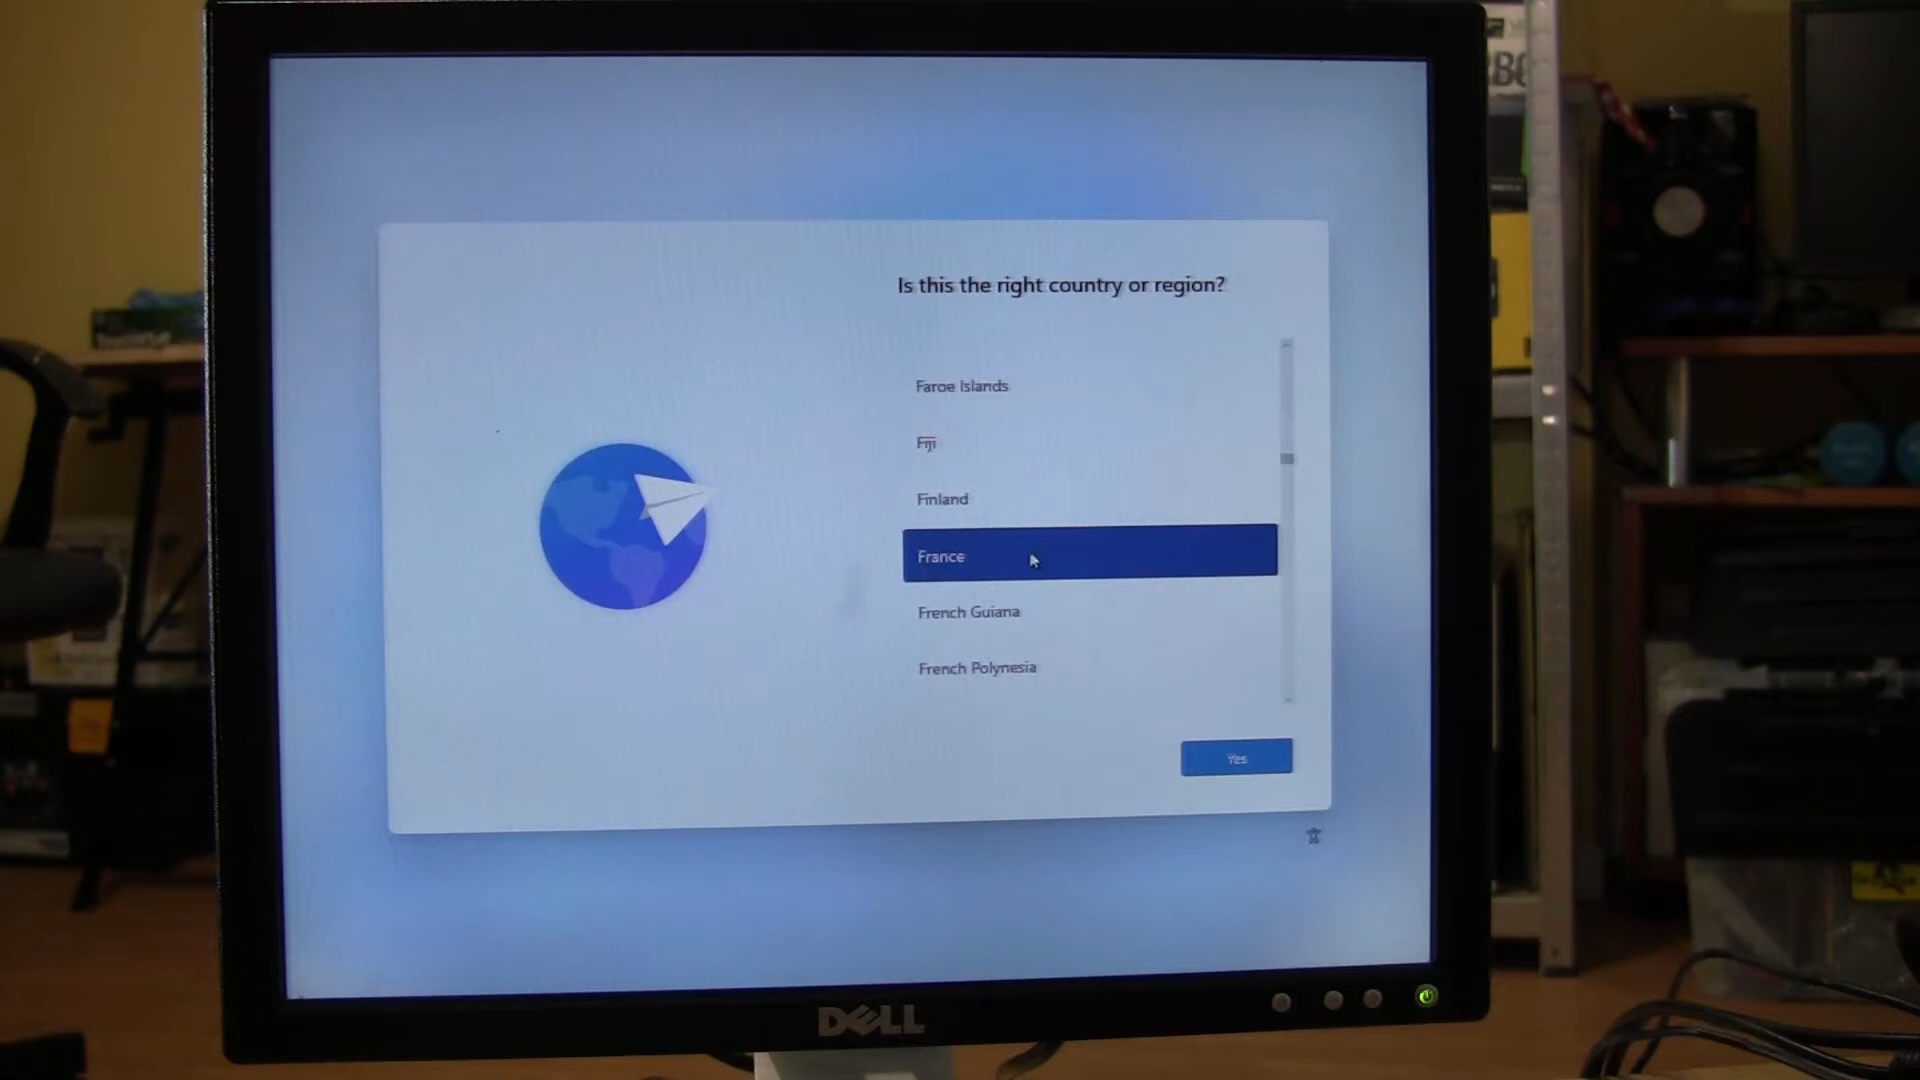 Is this the right country or region?
Faroe Islands
Fiji
Finland
France
French Guiana
French Polynesia
Yes
DELL